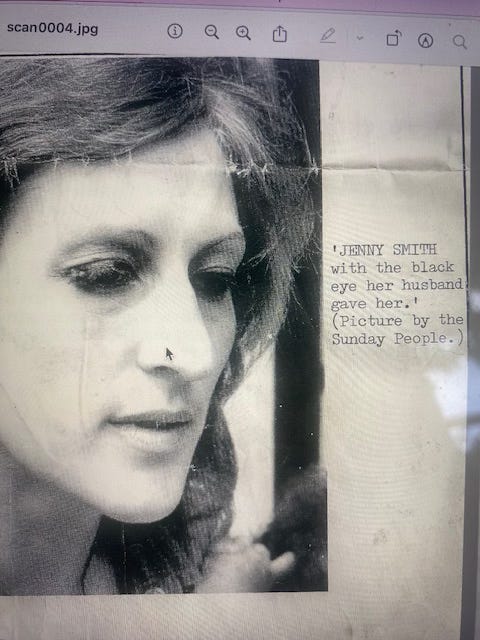 scan0004.jpg
'JENNY SMITH
with the black
eye her husband
gave her.'
(Picture by the
Sunday People.)